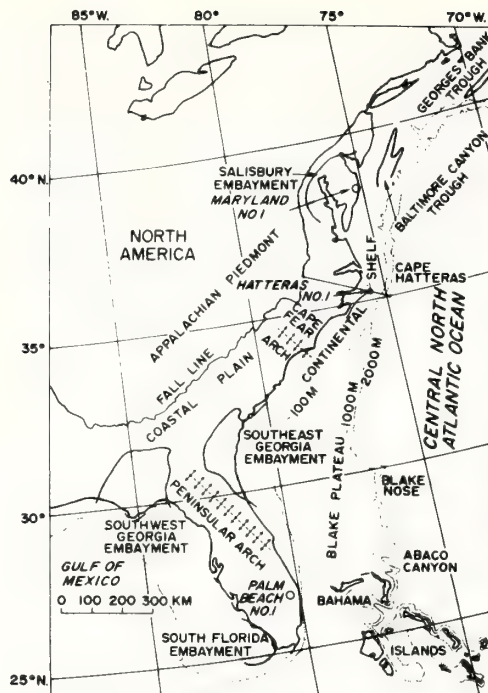 85°W.
80°
75°
70°W.
GEORGES BANK
TROUGH
40°N.
SALISBURY
EMBAYMENT
MARYLAND
NO 1
BALTIMORE CANYON
TROUGH
NORTH
AMERICA
APPALACHIAN PIEDMONT
HATTERAS
NO. 1
SHELF
CAPE
HATTERAS
CAPE
FEAR
ARCH
CONTINENTAL
35°
FALL LINE
COASTAL PLAIN
100 M
1000 M
2000 M
CENTRAL NORTH
ATLANTIC OCEAN
SOUTHEAST
GEORGIA
EMBAYMENT
BLAKE PLATEAU
BLAKE
NOSE
PENINSULAR ARCH
30°
SOUTHWEST
GEORGIA
EMBAYMENT
GULF OF
MEXICO
0 100 200 300 KM
PALM
BEACH
NO. 1
ABACO
CANYON
BAHAMA
ISLANDS
SOUTH FLORIDA
EMBAYMENT
25°N.